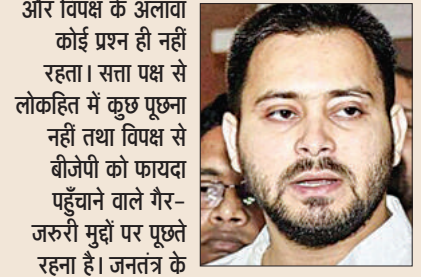 और विपक्ष के अलावा
कोई प्रश्न ही नहीं
रहता। सत्ता पक्ष से
लोकहित में कुछ पूछना
नहीं तथा विपक्ष से
बीजेपी को फायदा
पहुँचाने वाले गैर-
जरुरी मुद्दों पर पूछते
रहना है। जनतंत्र के